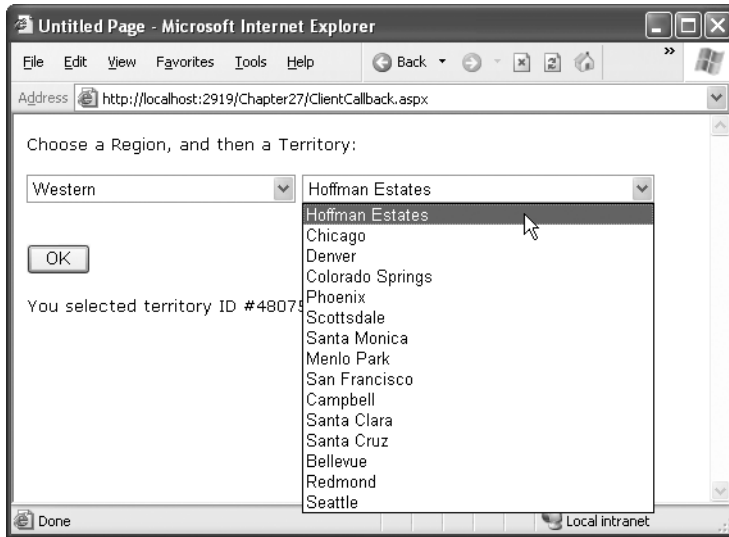 Untitled Page - Microsoft Internet Explorer
File Edit View Favorites Tools Help Back »
Address http://localhost:2919/Chapter27/ClientCallback.aspx
Choose a Region, and then a Territory:
Western Hoffman Estates
Hoffman Estates
Chicago
Denver
Colorado Springs
Phoenix
Scottsdale
Santa Monica
Menlo Park
San Francisco
Campbell
Santa Clara
Santa Cruz
Bellevue
Redmond
Seattle
OK
You selected territory ID #48075
Done Local intranet